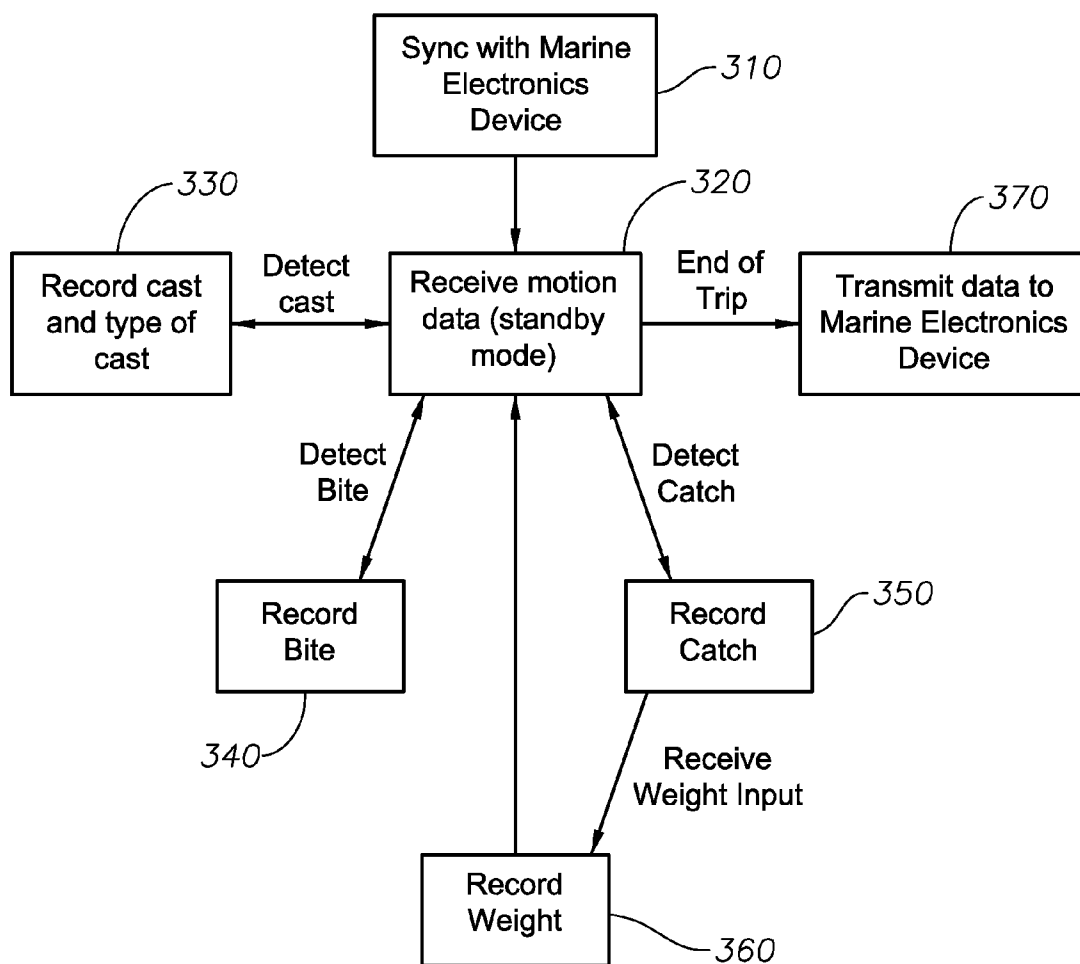 Sync with Marine
Electronics
Device
310
330
320
370
Record cast
and type of
cast
Detect
cast
Receive motion
data (standby
mode)
End of
Trip
Transmit data to
Marine Electronics
Device
Detect
Bite
Detect
Catch
Record
Bite
340
Record
Catch
350
Receive
Weight Input
Record
Weight
360